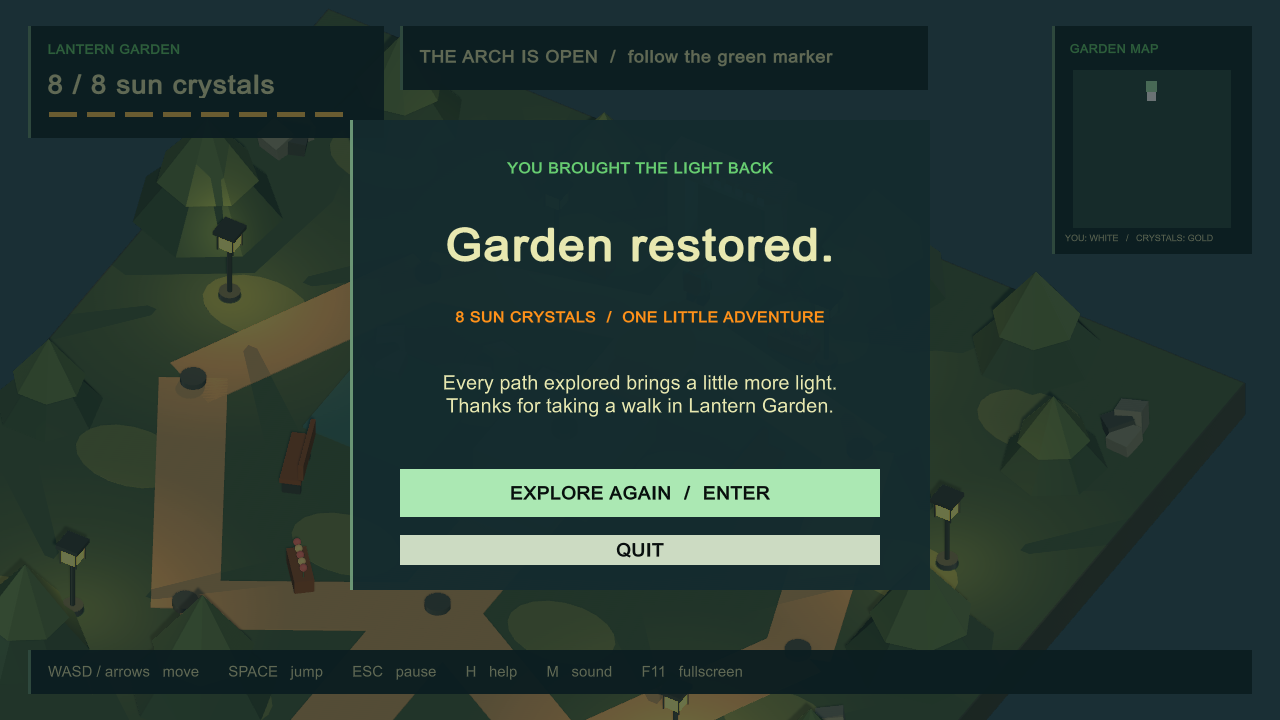 LANTERN GARDEN
8 / 8 sun crystals
THE ARCH IS OPEN / follow the green marker
GARDEN MAP
YOU: WHITE / CRYSTALS: GOLD
YOU BROUGHT THE LIGHT BACK
Garden restored.
8 SUN CRYSTALS / ONE LITTLE ADVENTURE
Every path explored brings a little more light.
Thanks for taking a walk in Lantern Garden.
EXPLORE AGAIN / ENTER
QUIT
WASD / arrows move SPACE jump ESC pause H help M sound F11 fullscreen